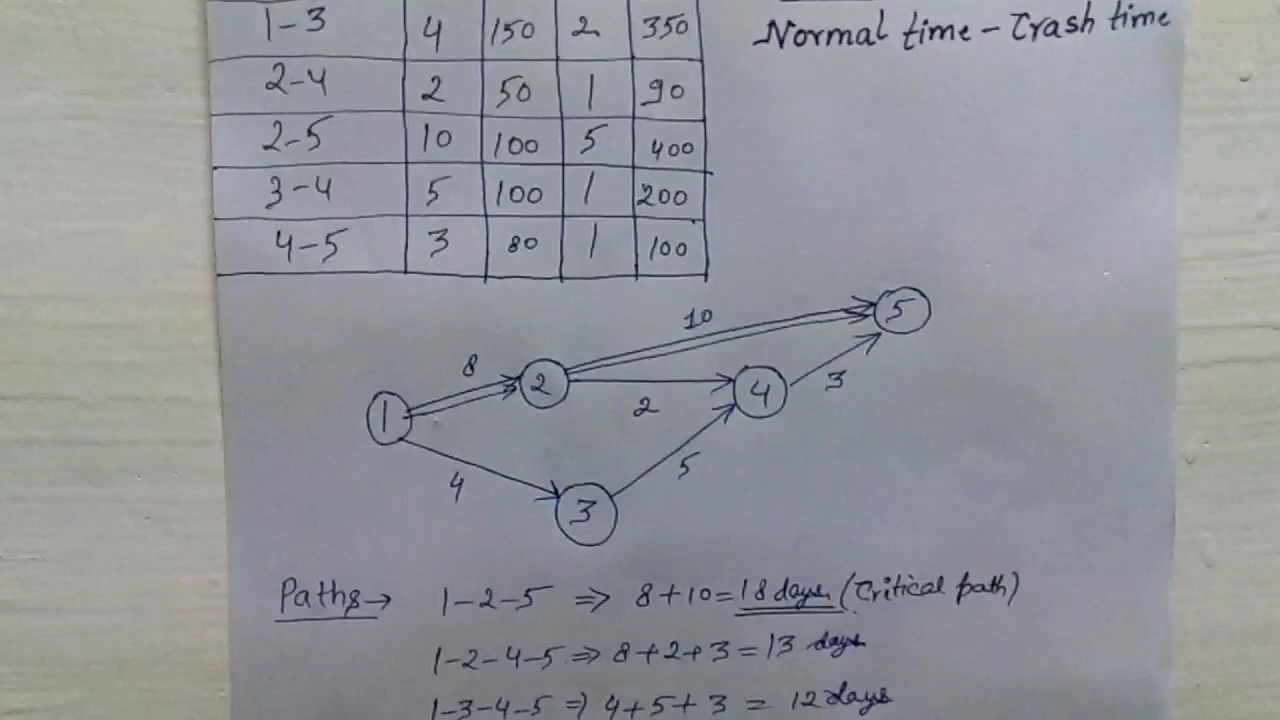 1-3 4 150 2 350
Normal time - Crash time
2-4 2 50 1 90
2-5 10 100 5 400
3-4 5 100 1 200
4-5 3 80 1 100
10
5
8
2
4
3
1
2
5
4
3
Paths→ 1-2-5 ⇒ 8+10=18 days (Critical path)
1-2-4-5 ⇒ 8+2+3=13 days
1-3-4-5 ⇒ 4+5+3 = 12 days